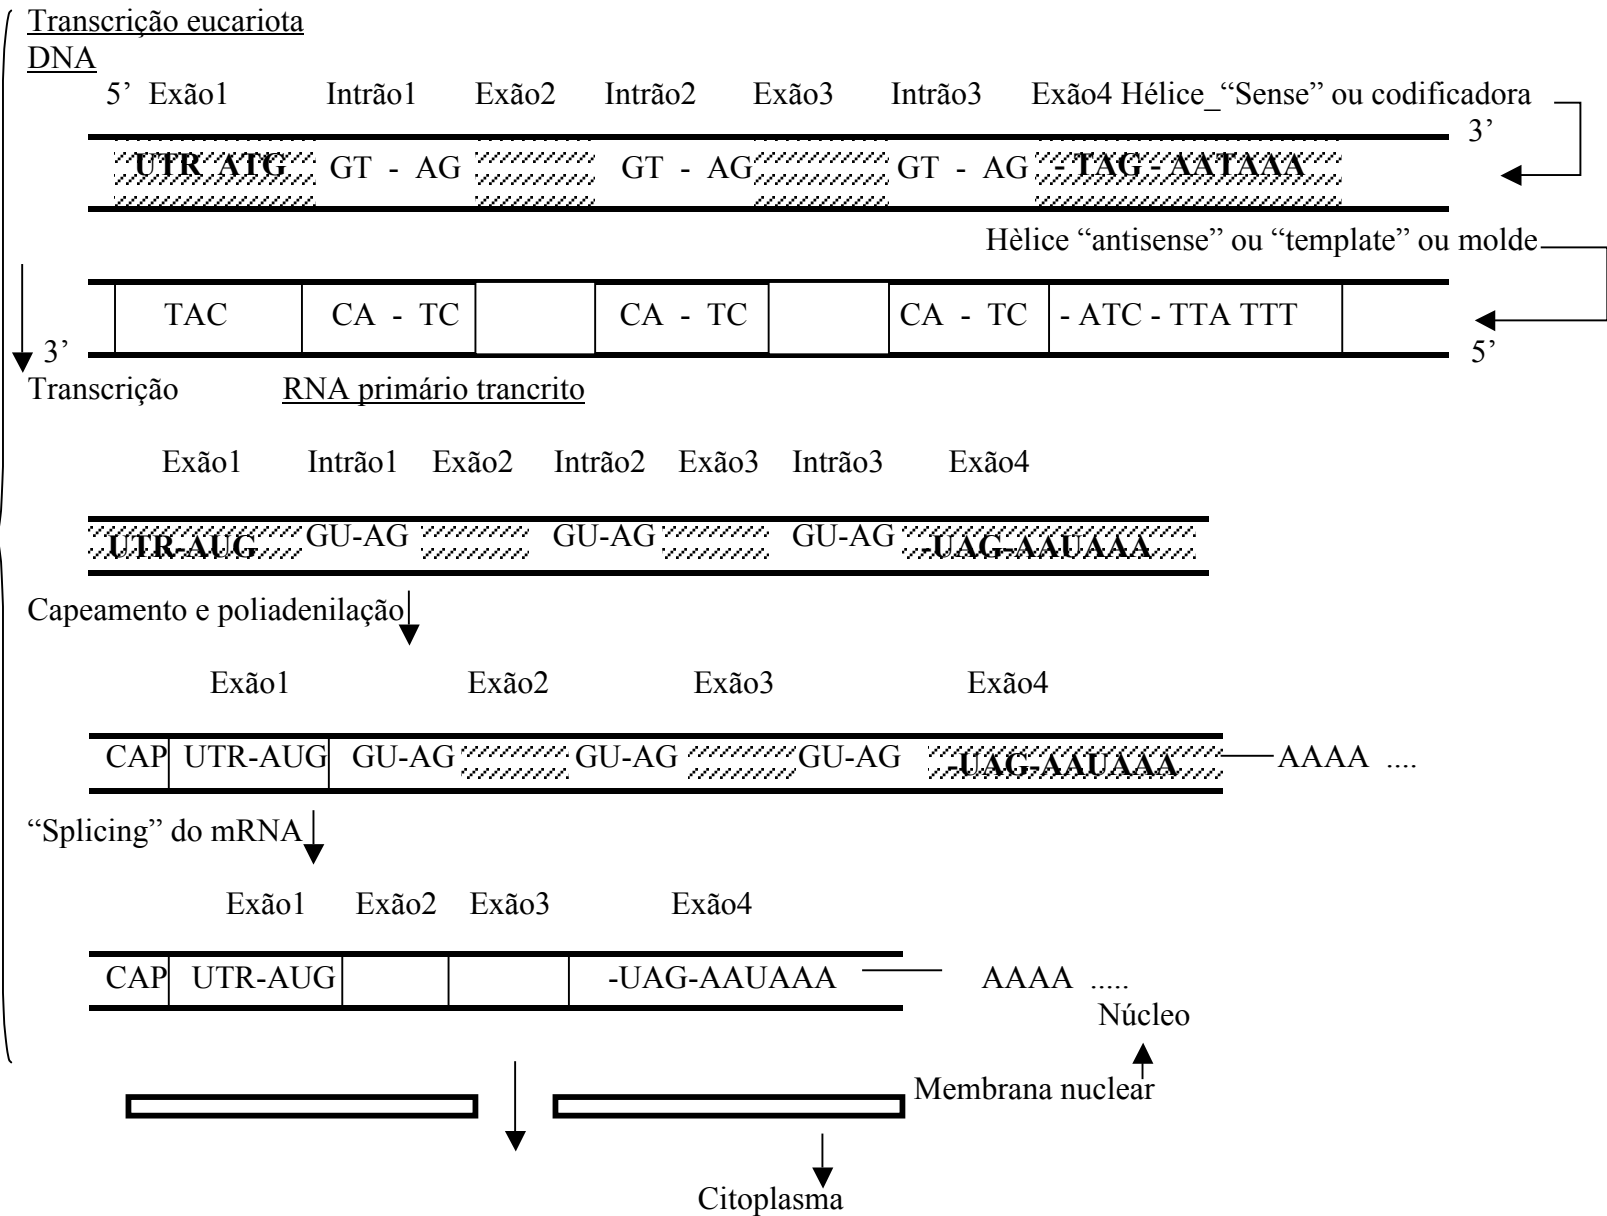 Transcrição eucariota
DNA
5’ Exão1 Intrão1 Exão2 Intrão2 Exão3 Intrão3 Exão4 Hélice_“Sense” ou codificadora
3’
UTR ATG GT - AG GT - AG GT - AG - TAG - AATAAA
Hèlice “antisense” ou “template” ou molde
TAC CA - TC CA - TC CA - TC - ATC - TTA TTT
3’ 5’
Transcrição RNA primário trancrito
Exão1 Intrão1 Exão2 Intrão2 Exão3 Intrão3 Exão4
UTR-AUG GU-AG GU-AG GU-AG -UAG-AAUAAA
Capeamento e poliadenilação
Exão1 Exão2 Exão3 Exão4
CAP UTR-AUG GU-AG GU-AG GU-AG -UAG-AAUAAA AAAA ....
“Splicing” do mRNA
Exão1 Exão2 Exão3 Exão4
CAP UTR-AUG -UAG-AAUAAA AAAA .....
Núcleo
Membrana nuclear
Citoplasma